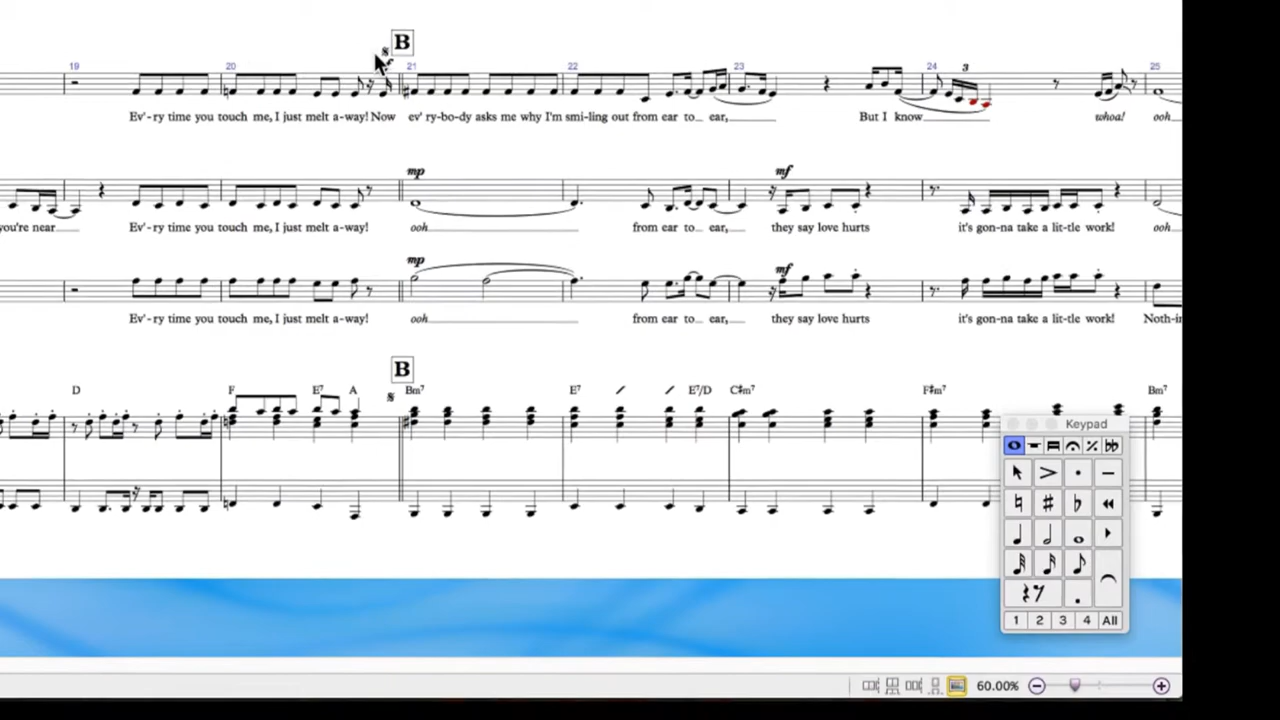 B
19 20 21 22 23 24 25
3
Ev'-ry time you touch me, I just melt a-way! Now ev' ry-bo-dy asks me why I'm smi-ling out from ear to ear, But I know whoa! ooh
mp mf
you're near Ev'-ry time you touch me, I just melt a-way! ooh from ear to ear, they say love hurts it's gon-na take a lit-tle work! ooh
mp mf
Ev'-ry time you touch me, I just melt a-way! ooh from ear to ear, they say love hurts it's gon-na take a lit-tle work! Noth-in
B
D F E7 A Bm7 E7 E7/D C♯m7 F♯m7 Bm7
Keypad
1 2 3 4 All
60.00%